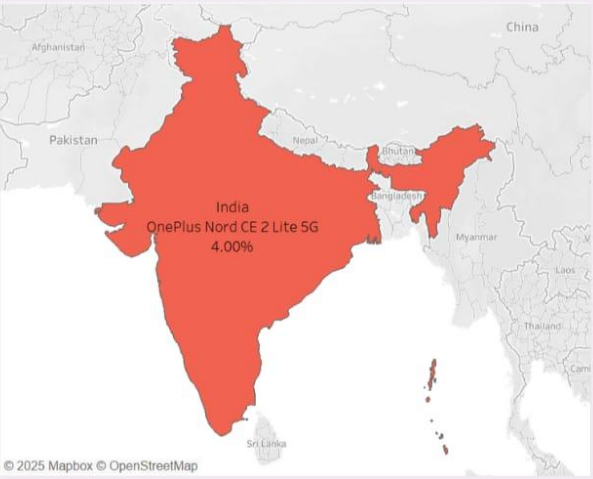 China
Afghanistan
Pakistan
Nepal
Bhutan
India
OnePlus Nord CE 2 Lite 5G
4.00%
Bangladesh
Myanmar
V
Laos
Thailand
Cam
Sri Lanka
© 2025 Mapbox © OpenStreetMap